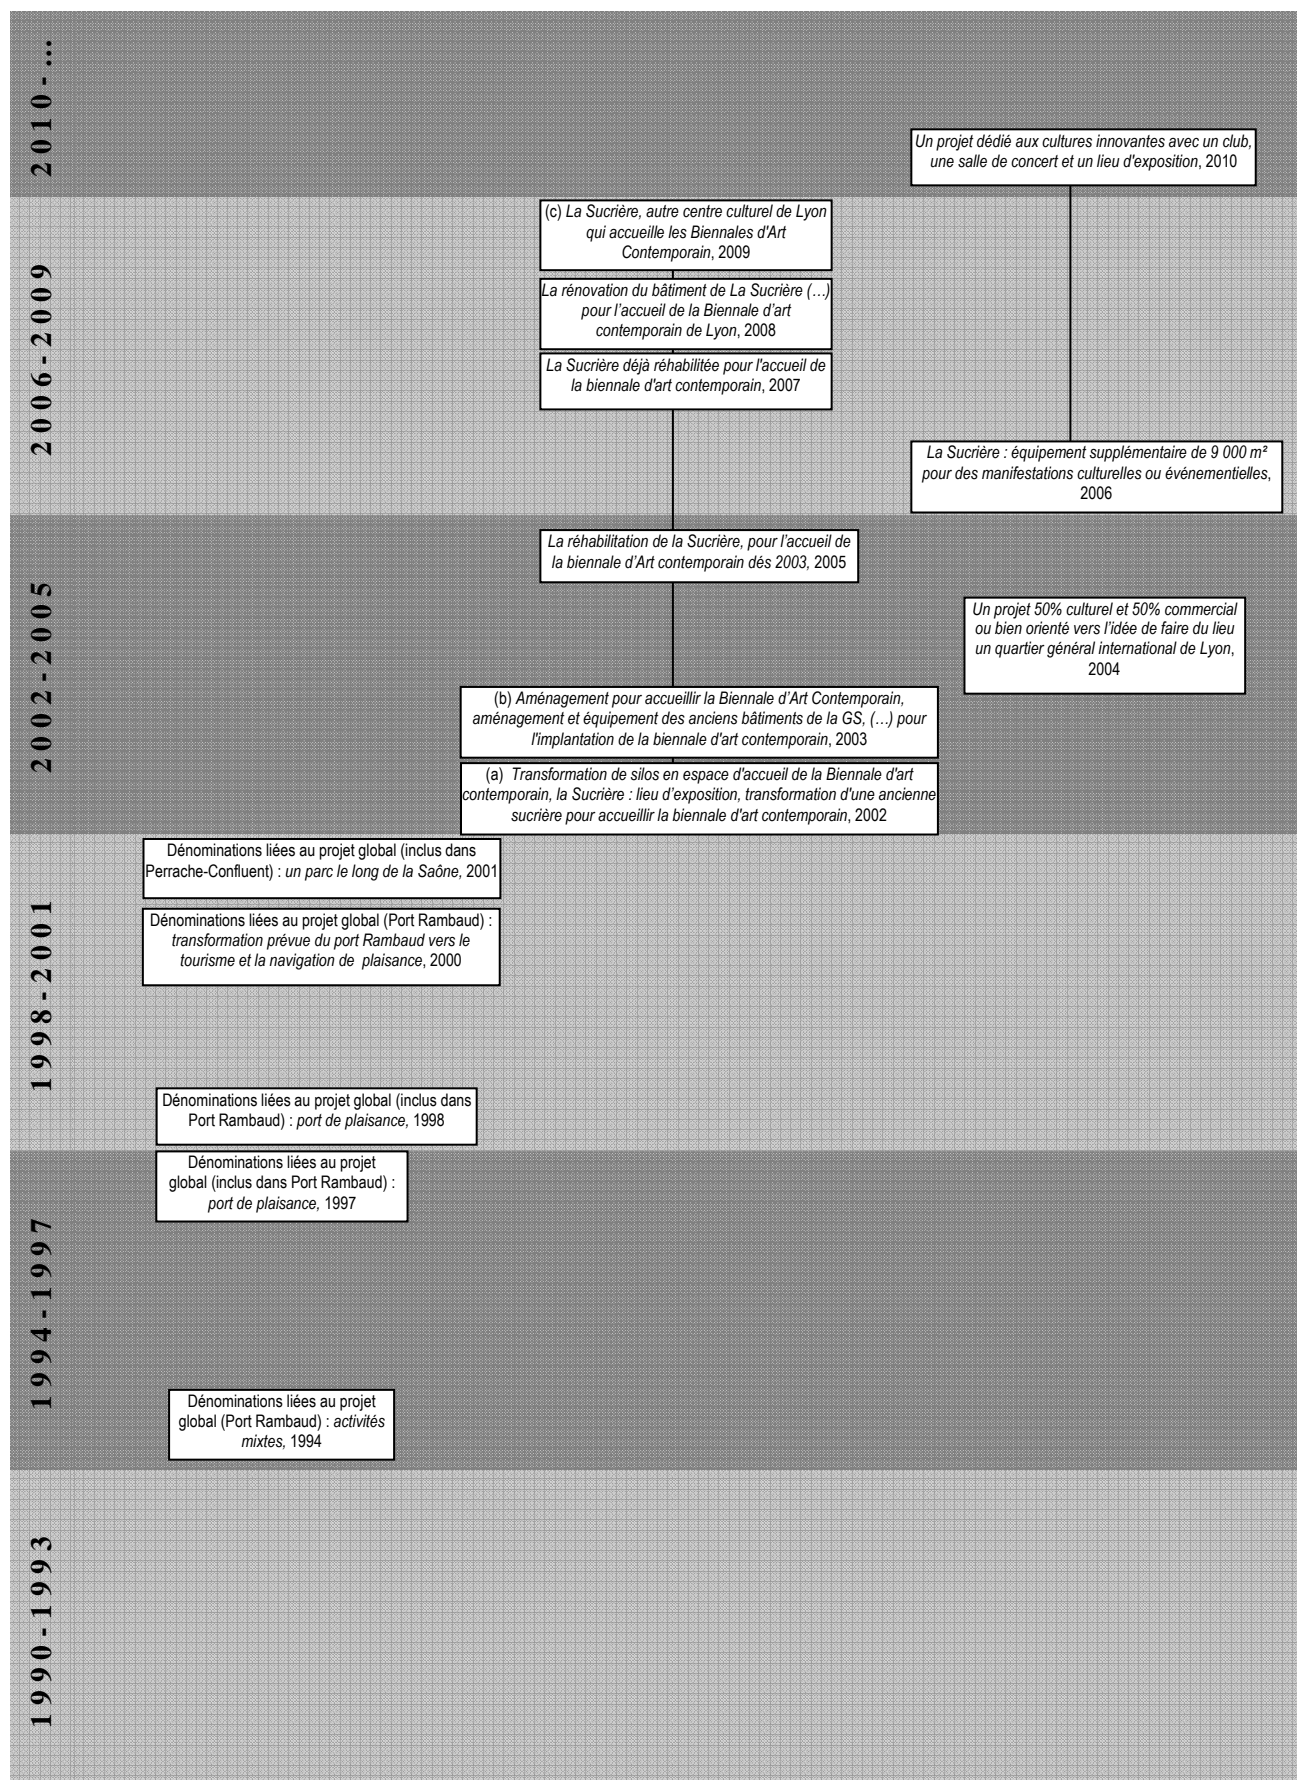 2010-...
Un projet dédié aux cultures innovantes avec un club,
une salle de concert et un lieu d'exposition, 2010
2006-2009
(c) La Sucrière, autre centre culturel de Lyon
qui accueille les Biennales d'Art
Contemporain, 2009
La rénovation du bâtiment de La Sucrière (…)
pour l’accueil de la Biennale d’art
contemporain de Lyon, 2008
La Sucrière déjà réhabilitée pour l'accueil de
la biennale d'art contemporain, 2007
La Sucrière : équipement supplémentaire de 9 000 m²
pour des manifestations culturelles ou événementielles,
2006
2002-2005
La réhabilitation de la Sucrière, pour l’accueil de
la biennale d’Art contemporain dés 2003, 2005
Un projet 50% culturel et 50% commercial
ou bien orienté vers l’idée de faire du lieu
un quartier général international de Lyon,
2004
(b) Aménagement pour accueillir la Biennale d’Art Contemporain,
aménagement et équipement des anciens bâtiments de la GS, (…) pour
l'implantation de la biennale d'art contemporain, 2003
(a) Transformation de silos en espace d'accueil de la Biennale d'art
contemporain, la Sucrière : lieu d’exposition, transformation d'une ancienne
sucrière pour accueillir la biennale d'art contemporain, 2002
1998-2001
Dénominations liées au projet global (inclus dans
Perrache-Confluent) : un parc le long de la Saône, 2001
Dénominations liées au projet global (Port Rambaud) :
transformation prévue du port Rambaud vers le
tourisme et la navigation de plaisance, 2000
Dénominations liées au projet global (inclus dans
Port Rambaud) : port de plaisance, 1998
1994-1997
Dénominations liées au projet
global (inclus dans Port Rambaud) :
port de plaisance, 1997
Dénominations liées au projet
global (Port Rambaud) : activités
mixtes, 1994
1990-1993